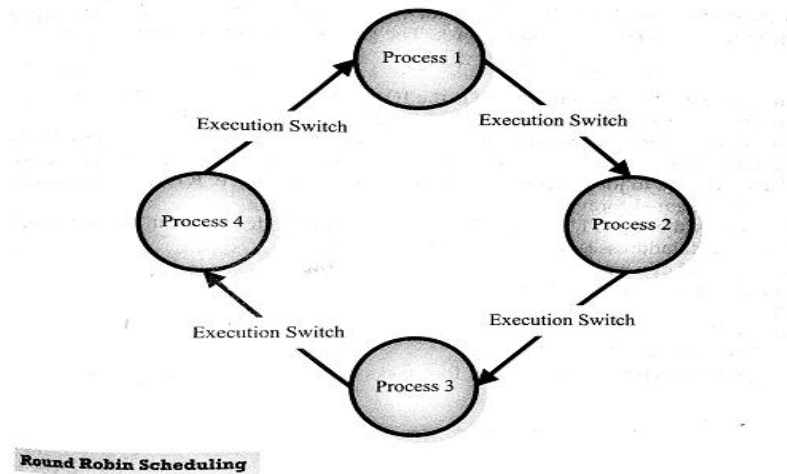 Process 1
Execution Switch
Execution Switch
Process 4
Process 2
Execution Switch
Execution Switch
Process 3
Round Robin Scheduling